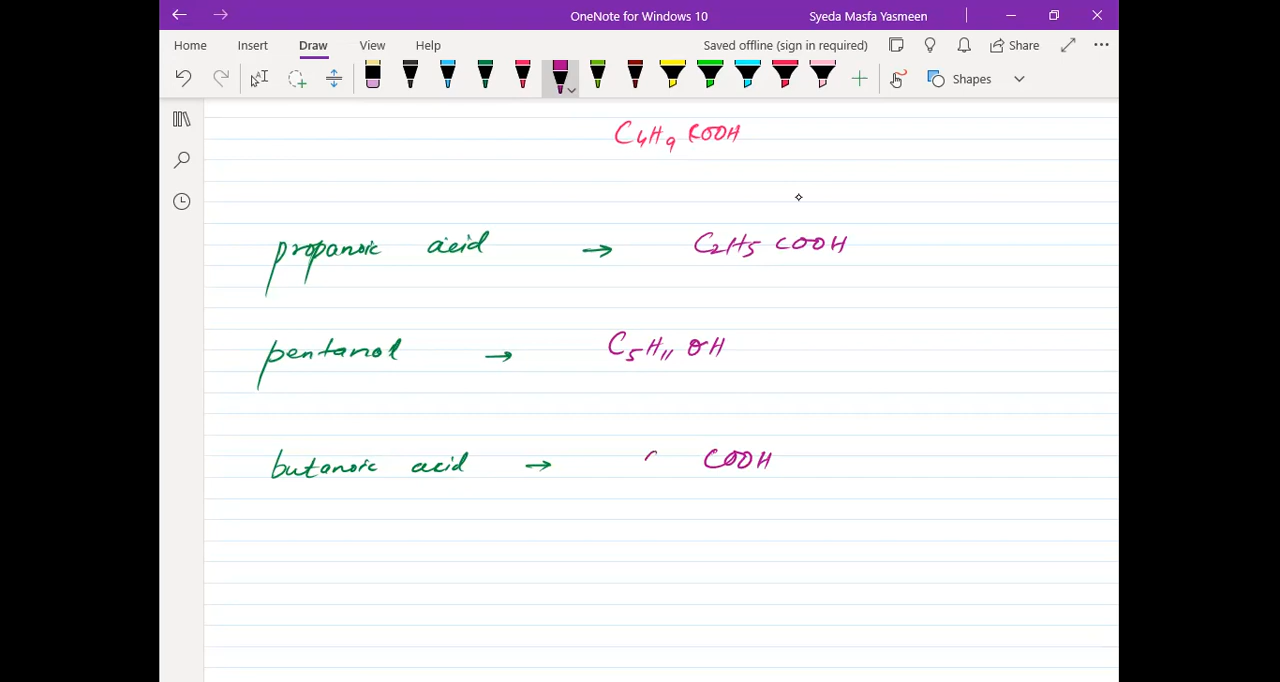 OneNote for Windows 10 Syeda Masfa Yasmeen
Home Insert Draw View Help Saved offline (sign in required) Share
Shapes
C4H9 COOH
propanoic acid → C2H5 COOH
pentanol → C5H11 OH
butanoic acid → COOH